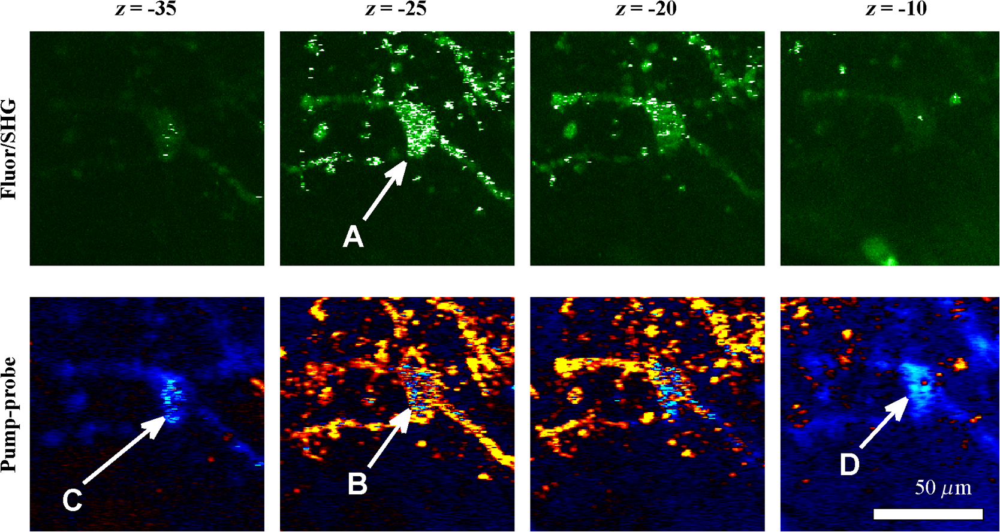 z = -35
z = -25
z = -20
z = -10
Fluor/SHG
A
Pump-probe
C
B
D
50 μm